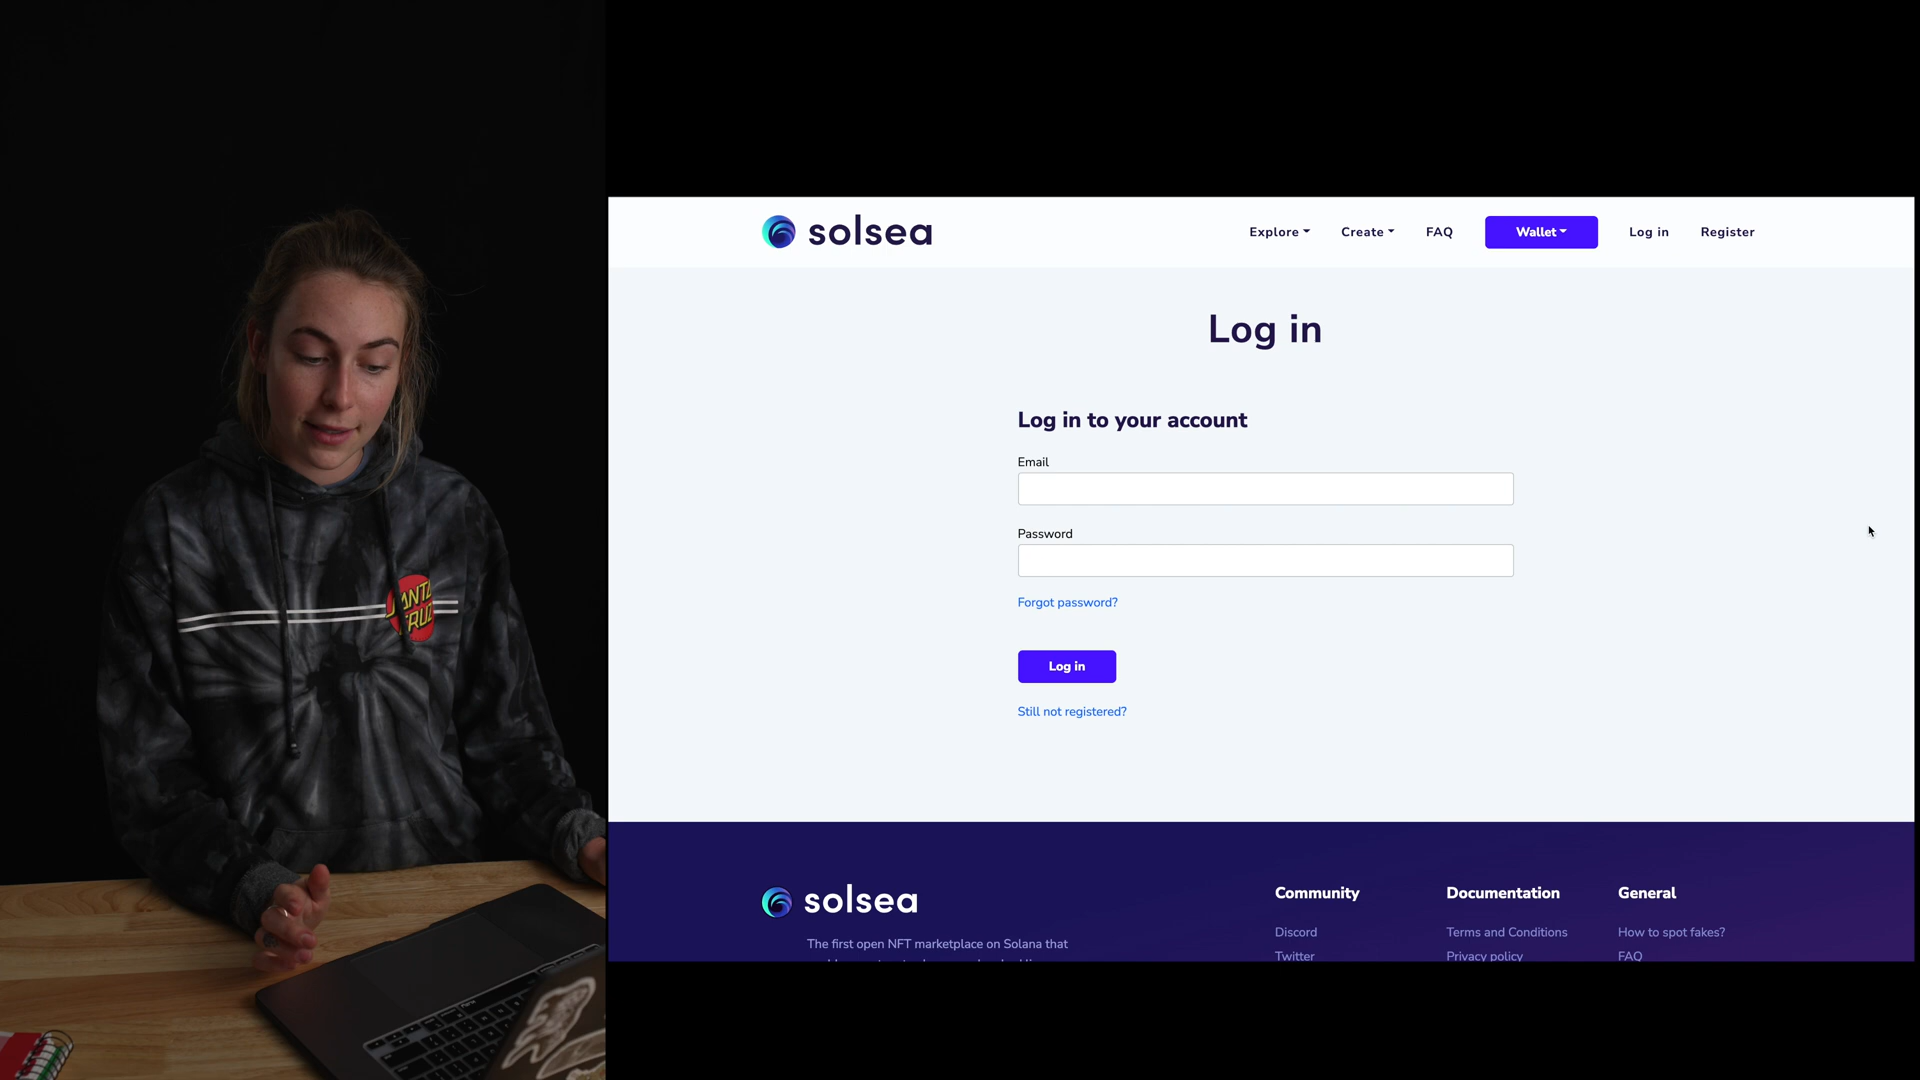 SANTA
CRUZ
solsea
Explore
Create
FAQ
Wallet
Log in
Register
Log in
Log in to your account
Email
Password
Forgot password?
Log in
Still not registered?
solsea
The first open NFT marketplace on Solana that
Community
Discord
Twitter
Documentation
Terms and Conditions
Privacy policy
General
How to spot fakes?
FAQ